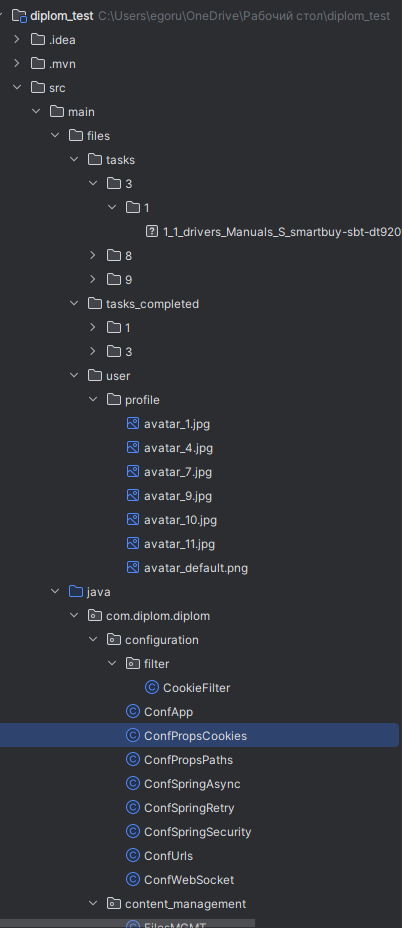 diplom_test C:\Users\egoru\OneDrive\Рабочий стол\diplom_test
.idea
.mvn
src
main
files
tasks
3
1
1_1_drivers_Manuals_S_smartbuy-sbt-dt920
8
9
tasks_completed
1
3
user
profile
avatar_1.jpg
avatar_4.jpg
avatar_7.jpg
avatar_9.jpg
avatar_10.jpg
avatar_11.jpg
avatar_default.png
java
com.diplom.diplom
configuration
filter
CookieFilter
ConfApp
ConfPropsCookies
ConfPropsPaths
ConfSpringAsync
ConfSpringRetry
ConfSpringSecurity
ConfUrls
ConfWebSocket
content_management
FilesMGMT